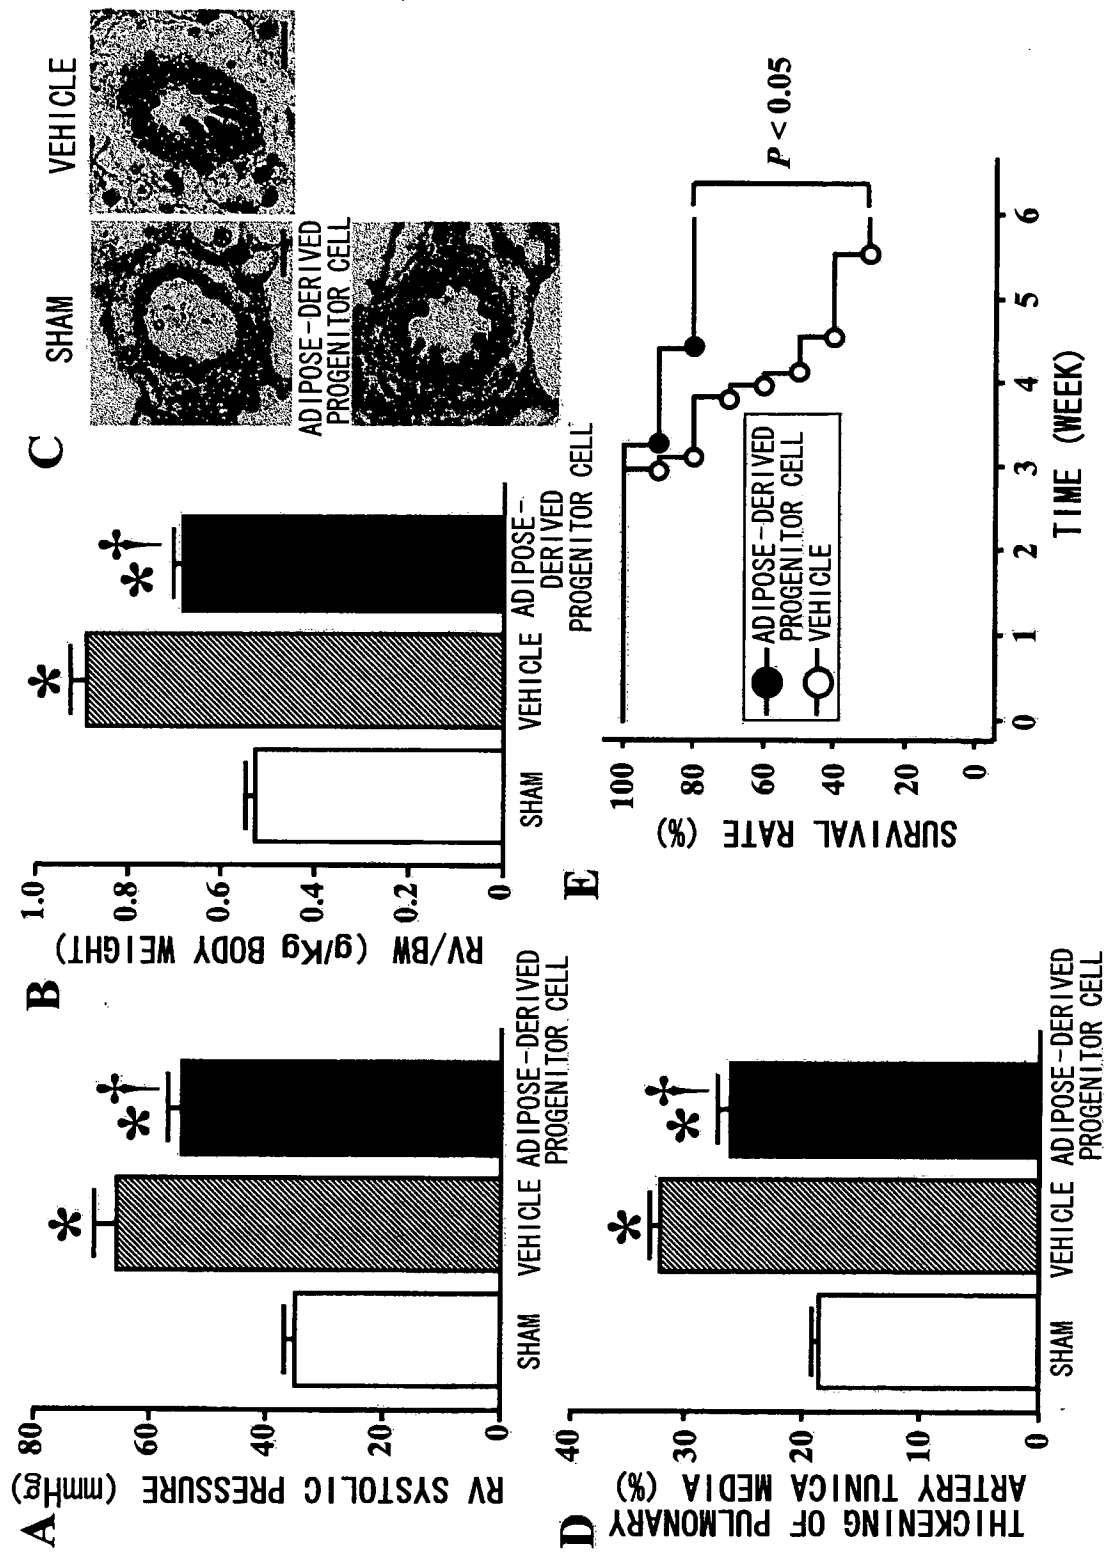 A
RV SYSTOLIC PRESSURE (mmHg)
80
60
40
20
0
SHAM
VEHICLE
ADIPOSE-DERIVED
PROGENITOR CELL
*
*‡
B
RV/BW (g/Kg BODY WEIGHT)
1.0
0.8
0.6
0.4
0.2
0
SHAM
VEHICLE
ADIPOSE-
DERIVED
PROGENITOR CELL
*
*‡
C
SHAM
VEHICLE
ADIPOSE-DERIVED
PROGENITOR CELL
D
THICKENING OF PULMONARY
ARTERY TUNICA MEDIA (%)
40
30
20
10
0
SHAM
VEHICLE
ADIPOSE-DERIVED
PROGENITOR CELL
*
*‡
E
SURVIVAL RATE (%)
100
80
60
40
20
0
ADIPOSE-DERIVED
PROGENITOR CELL
VEHICLE
P < 0.05
0
1
2
3
4
5
6
TIME (WEEK)